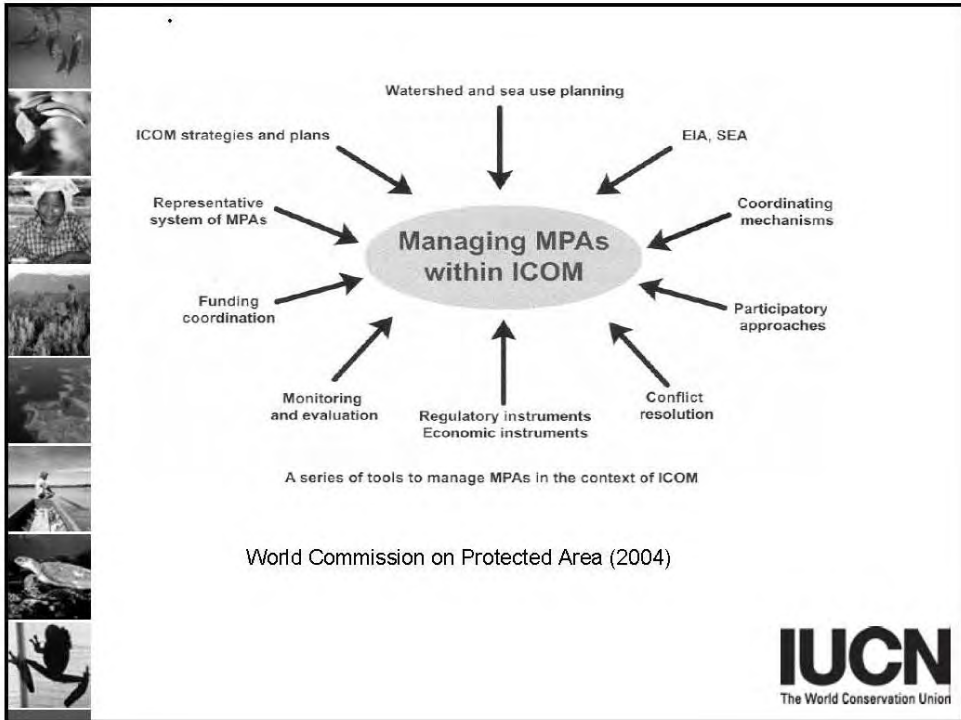 Watershed and sea use planning
ICOM strategies and plans
EIA, SEA
Representative
system of MPAs
Coordinating
mechanisms
Managing MPAs
within ICOM
Funding
coordination
Participatory
approaches
Monitoring
and evaluation
Regulatory instruments
Economic instruments
Conflict
resolution
A series of tools to manage MPAs in the context of ICOM
World Commission on Protected Area (2004)
IUCN
The World Conservation Union